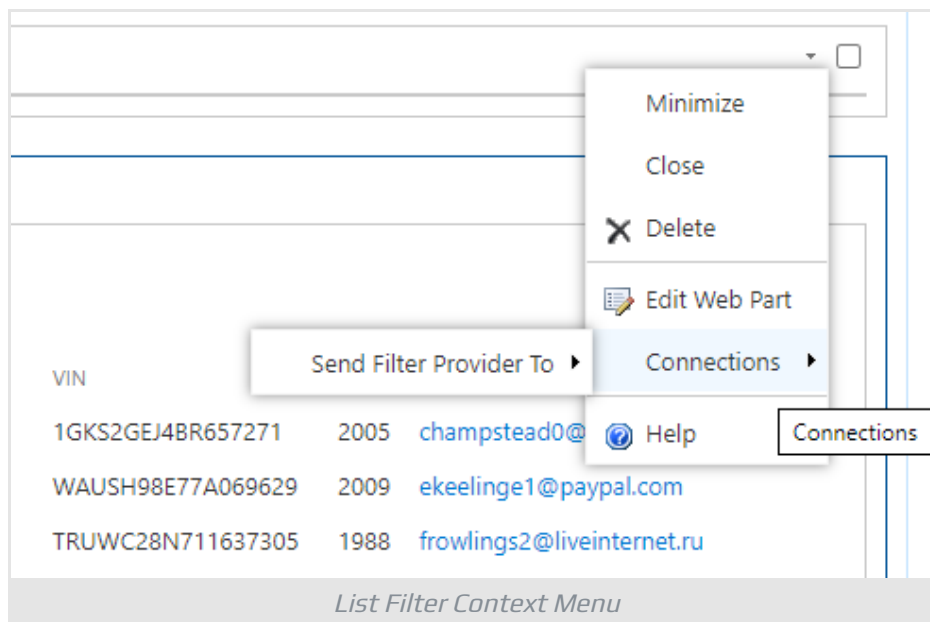 Minimize
Close
Delete
Edit Web Part
Send Filter Provider To
Connections
VIN
1GKS2GEJ4BR657271 2005 champstead0@
Help
Connections
WAUSH98E77A069629 2009 ekeelinge1@paypal.com
TRUWC28N711637305 1988 frowlings2@liveinternet.ru
List Filter Context Menu